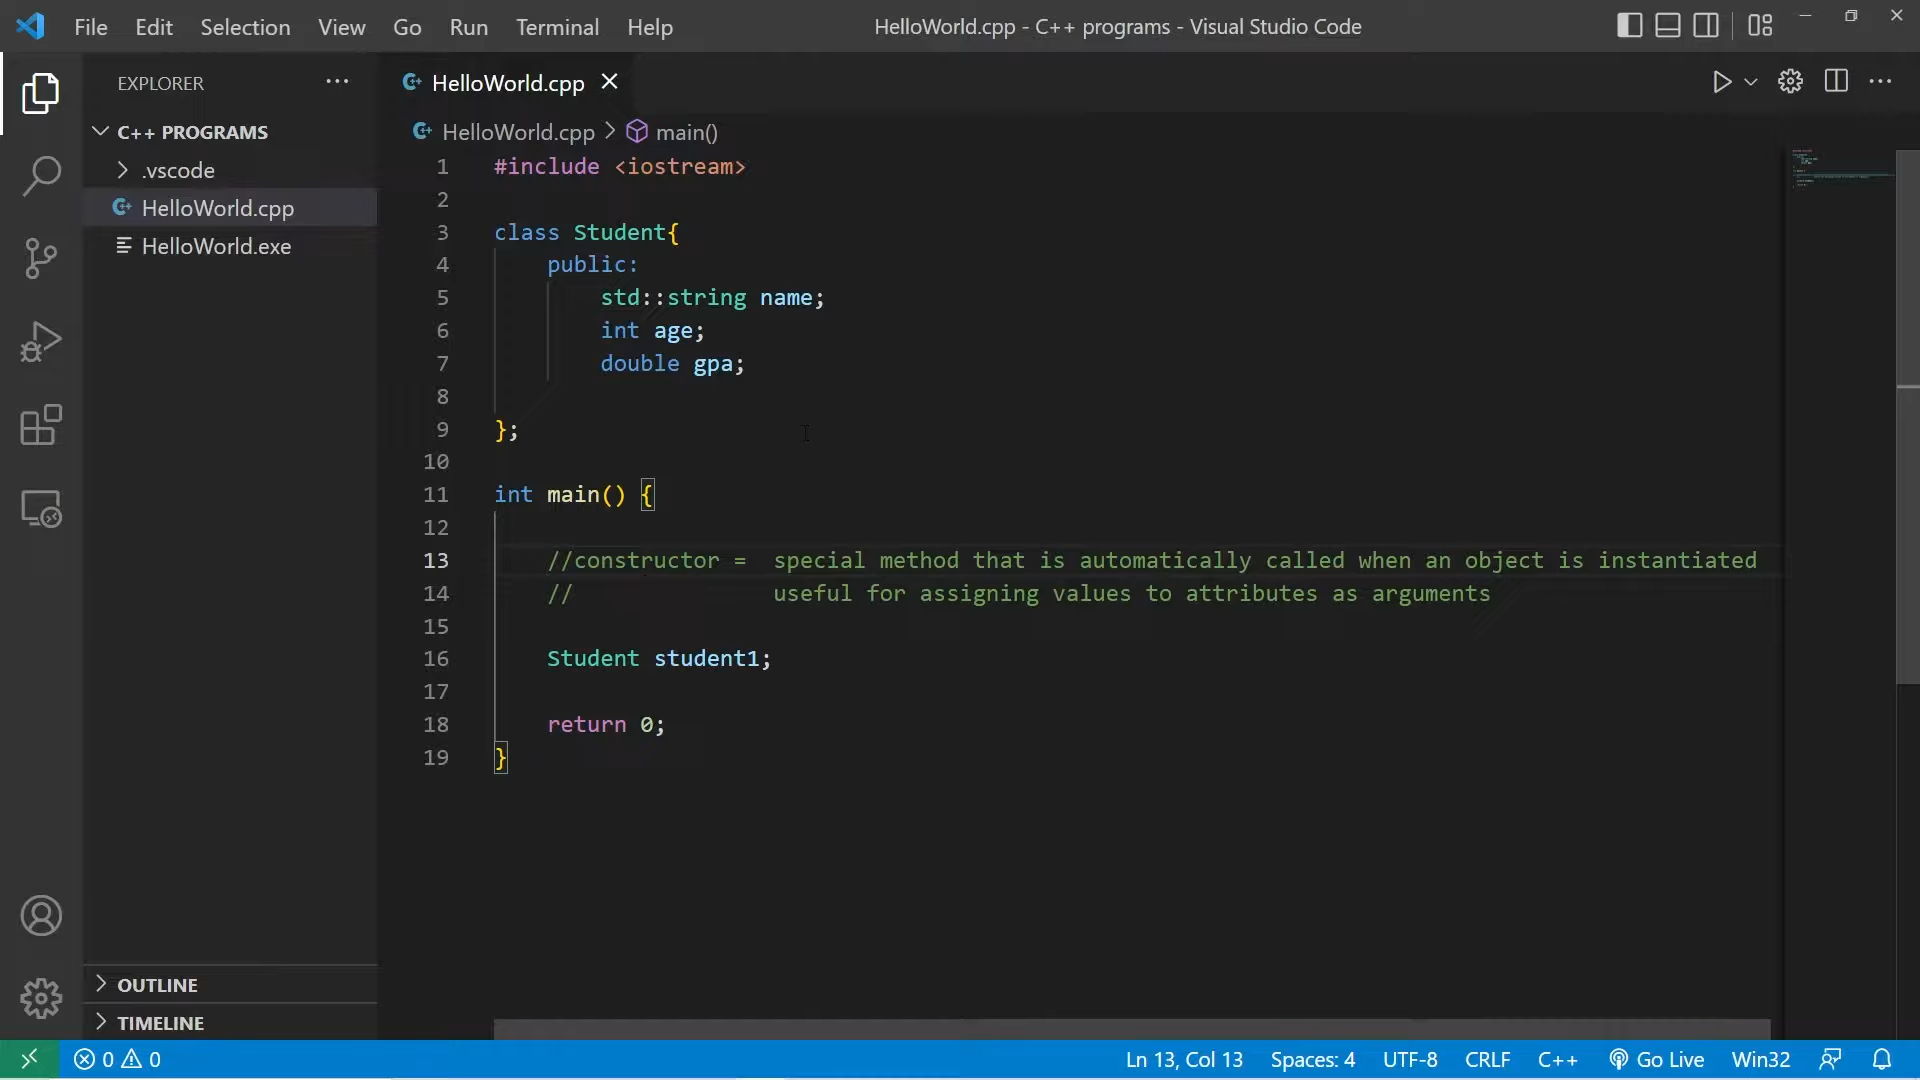 File Edit Selection View Go Run Terminal Help HelloWorld.cpp - C++ programs - Visual Studio Code
EXPLORER
C++ PROGRAMS
.vscode
HelloWorld.cpp
HelloWorld.exe
OUTLINE
TIMELINE
HelloWorld.cpp
HelloWorld.cpp > main()
1 #include <iostream>
2
3 class Student{
4 public:
5 std::string name;
6 int age;
7 double gpa;
8
9 };
10
11 int main() {
12
13 //constructor = special method that is automatically called when an object is instantiated
14 // useful for assigning values to attributes as arguments
15
16 Student student1;
17
18 return 0;
19 }
0 0 Ln 13, Col 13 Spaces: 4 UTF-8 CRLF C++ Go Live Win32